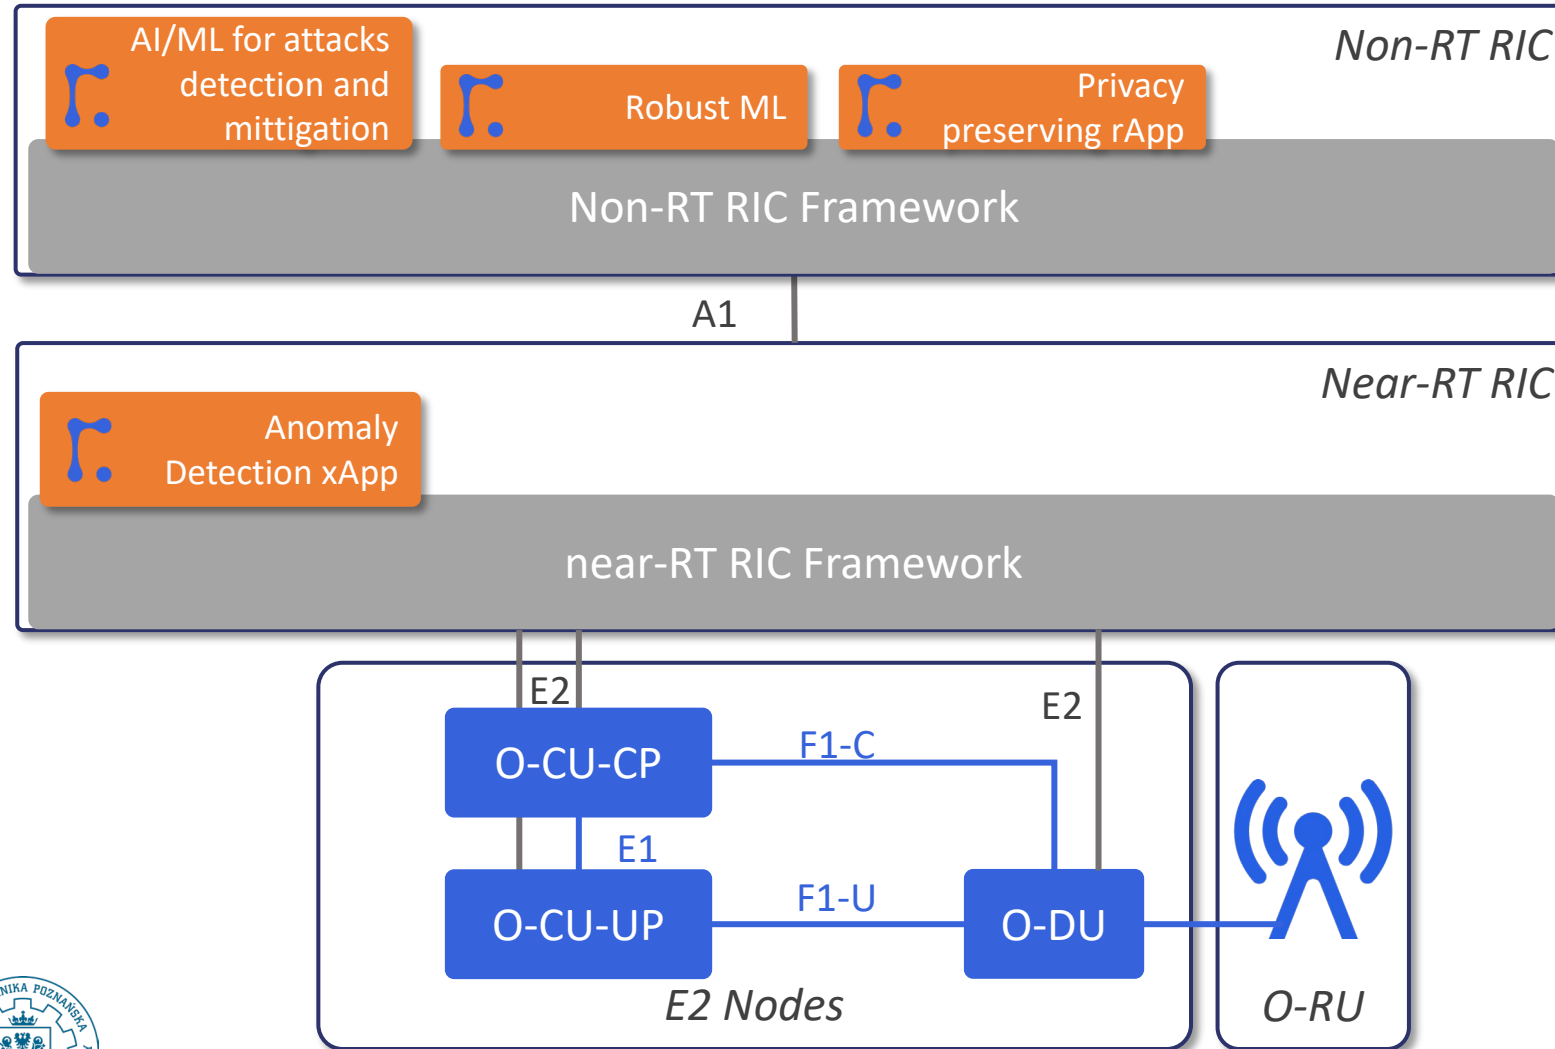 Non-RT RIC
AI/ML for attacks
detection and
mittigation
Robust ML
Privacy
preserving rApp
Non-RT RIC Framework
A1
Near-RT RIC
Anomaly
Detection xApp
near-RT RIC Framework
E2
E2
O-CU-CP
F1-C
E1
F1-U
O-CU-UP
O-DU
E2 Nodes
O-RU
POZNAŃSKA